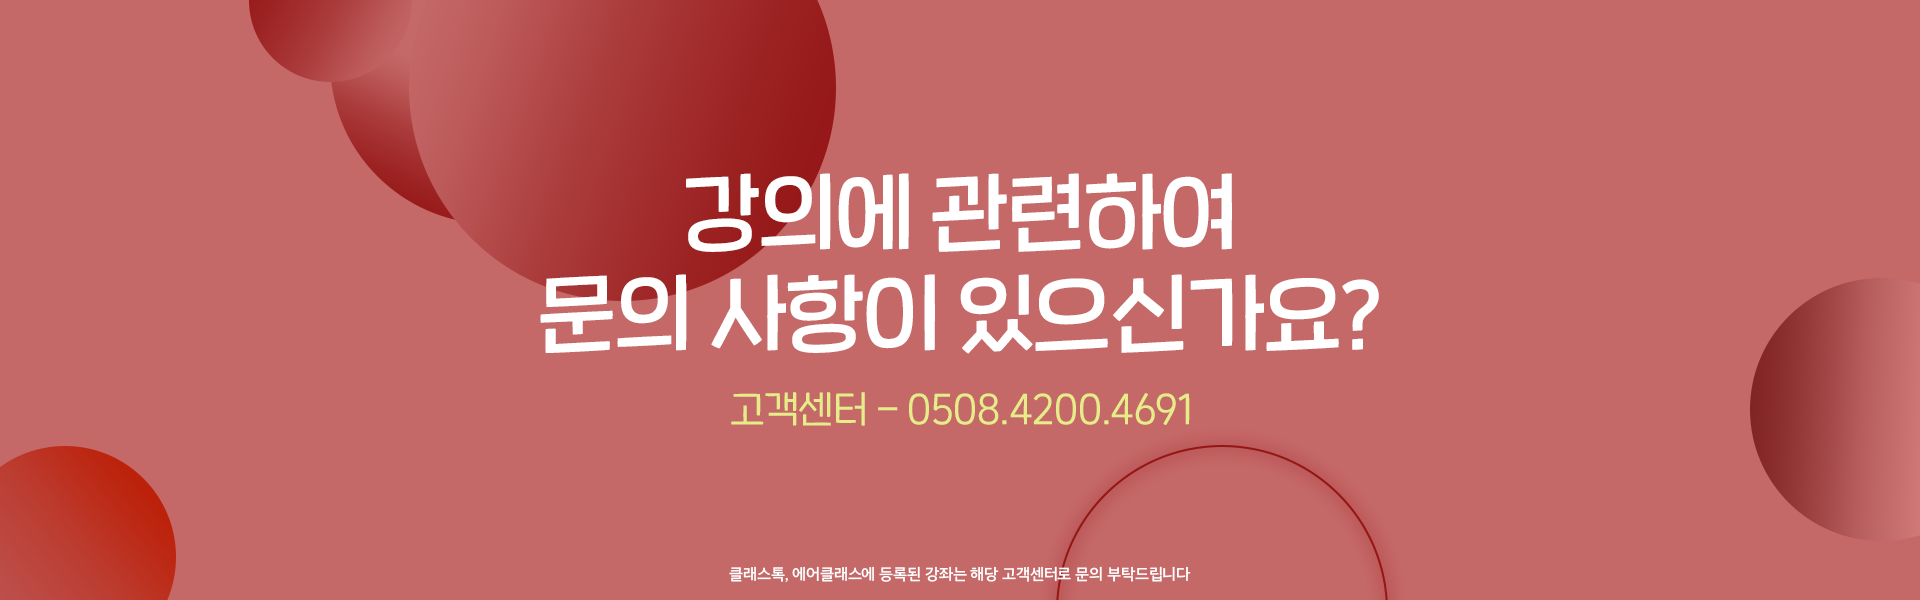 강의에 관련하여
문의 사항이 있으신가요?
고객센터 – 0508.4200.4691
클래스톡, 에어클래스에 등록된 강좌는 해당 고객센터로 문의 부탁드립니다